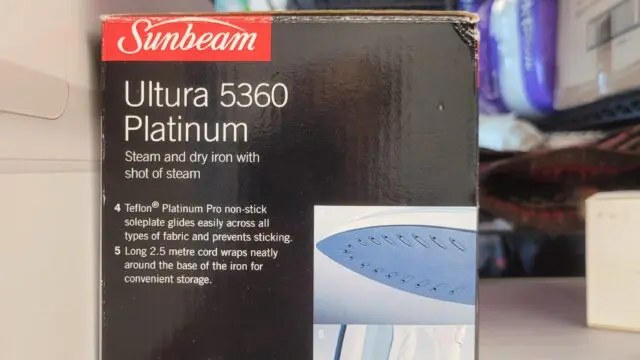 Sunbeam
Ultura 5360
Platinum
Steam and dry iron with
shot of steam
4 Teflon® Platinum Pro non-stick
soleplate glides easily across all
types of fabric and prevents sticking.
5 Long 2.5 metre cord wraps neatly
around the base of the iron for
convenient storage.
5